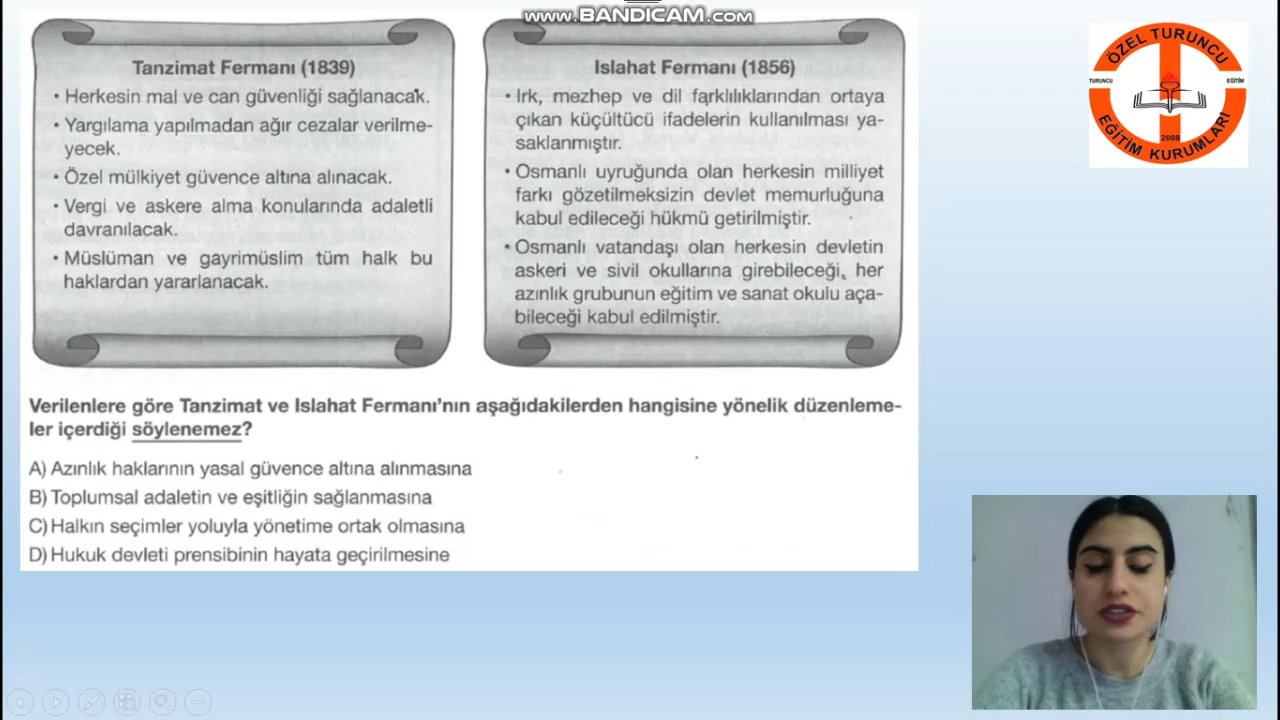 www.BANDICAM.com
Tanzimat Fermanı (1839)
• Herkesin mal ve can güvenliği sağlanacak.
• Yargılama yapılmadan ağır cezalar verilme-
yecek.
• Özel mülkiyet güvence altına alınacak.
• Vergi ve askere alma konularında adaletli
davranılacak.
• Müslüman ve gayrimüslim tüm halk bu
haklardan yararlanacak.
Islahat Fermanı (1856)
• Irk, mezhep ve dil farklılıklarından ortaya
çıkan küçültücü ifadelerin kullanılması ya-
saklanmıştır.
• Osmanlı uyruğunda olan herkesin milliyet
farkı gözetilmeksizin devlet memurluğuna
kabul edileceği hükmü getirilmiştir.
• Osmanlı vatandaşı olan herkesin devletin
askeri ve sivil okullarına girebileceği, her
azınlık grubunun eğitim ve sanat okulu aça-
bileceği kabul edilmiştir.
Verilenlere göre Tanzimat ve Islahat Fermanı'nın aşağıdakilerden hangisine yönelik düzenleme-
ler içerdiği söylenemez?
A) Azınlık haklarının yasal güvence altına alınmasına
B) Toplumsal adaletin ve eşitliğin sağlanmasına
C) Halkın seçimler yoluyla yönetime ortak olmasına
D) Hukuk devleti prensibinin hayata geçirilmesine
ÖZEL TURUNCU
TURUNCU
EĞİTİM
2008
EĞİTİM KURUMLARI